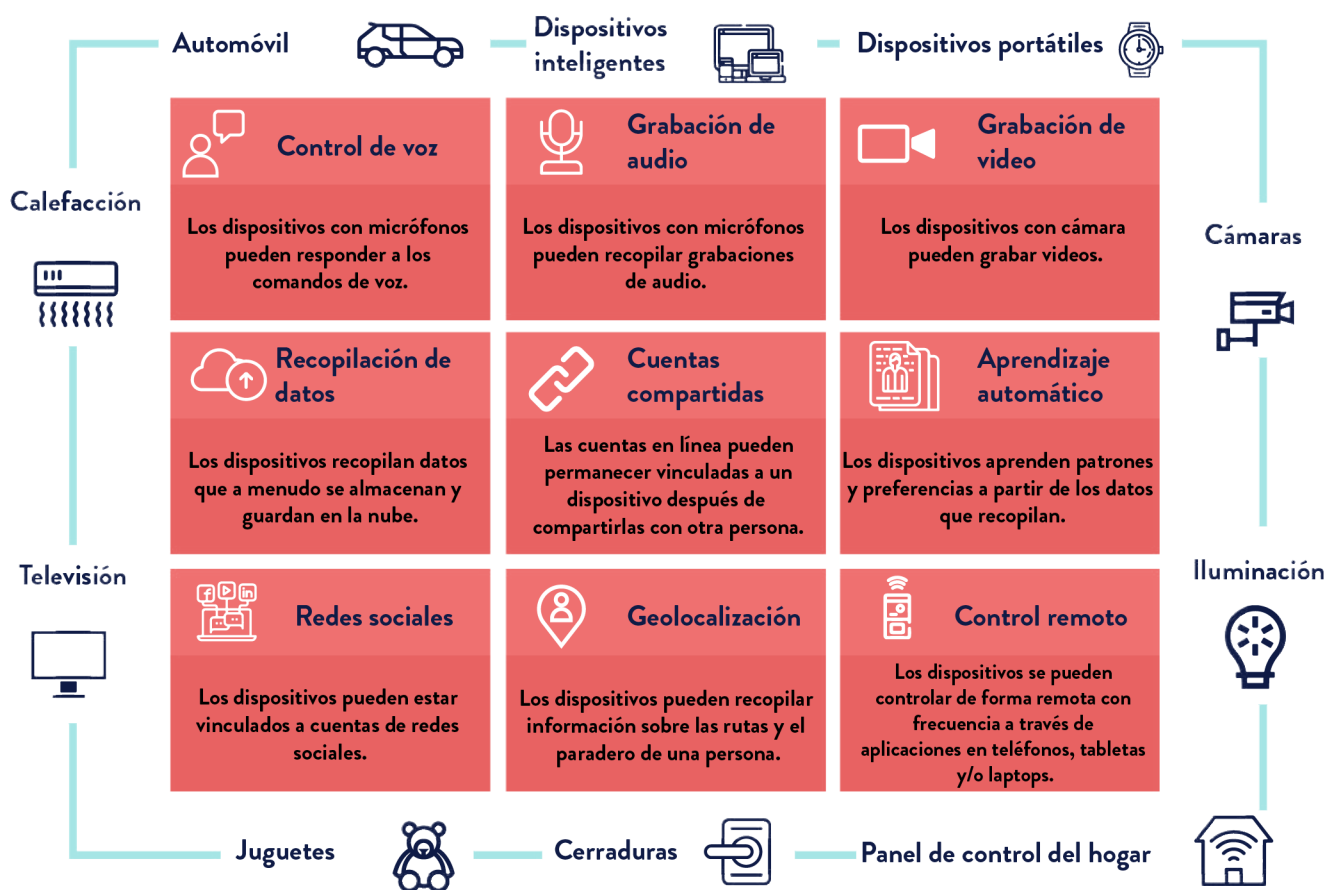 Automóvil
Dispositivos
inteligentes
Dispositivos portátiles
Calefacción
Cámaras
Televisión
Iluminación
Control de voz
Los dispositivos con micrófonos
pueden responder a los
comandos de voz.
Grabación de
audio
Los dispositivos con micrófonos
pueden recopilar grabaciones
de audio.
Grabación de
video
Los dispositivos con cámara
pueden grabar videos.
Recopilación de
datos
Los dispositivos recopilan datos
que a menudo se almacenan y
guardan en la nube.
Cuentas
compartidas
Las cuentas en línea pueden
permanecer vinculadas a un
dispositivo después de
compartirlas con otra persona.
Aprendizaje
automático
Los dispositivos aprenden patrones
y preferencias a partir de los datos
que recopilan.
Redes sociales
Los dispositivos pueden estar
vinculados a cuentas de redes
sociales.
Geolocalización
Los dispositivos pueden recopilar
información sobre las rutas y el
paradero de una persona.
Control remoto
Los dispositivos se pueden
controlar de forma remota con
frecuencia a través de
aplicaciones en teléfonos, tabletas
y/o laptops.
Juguetes
Cerraduras
Panel de control del hogar